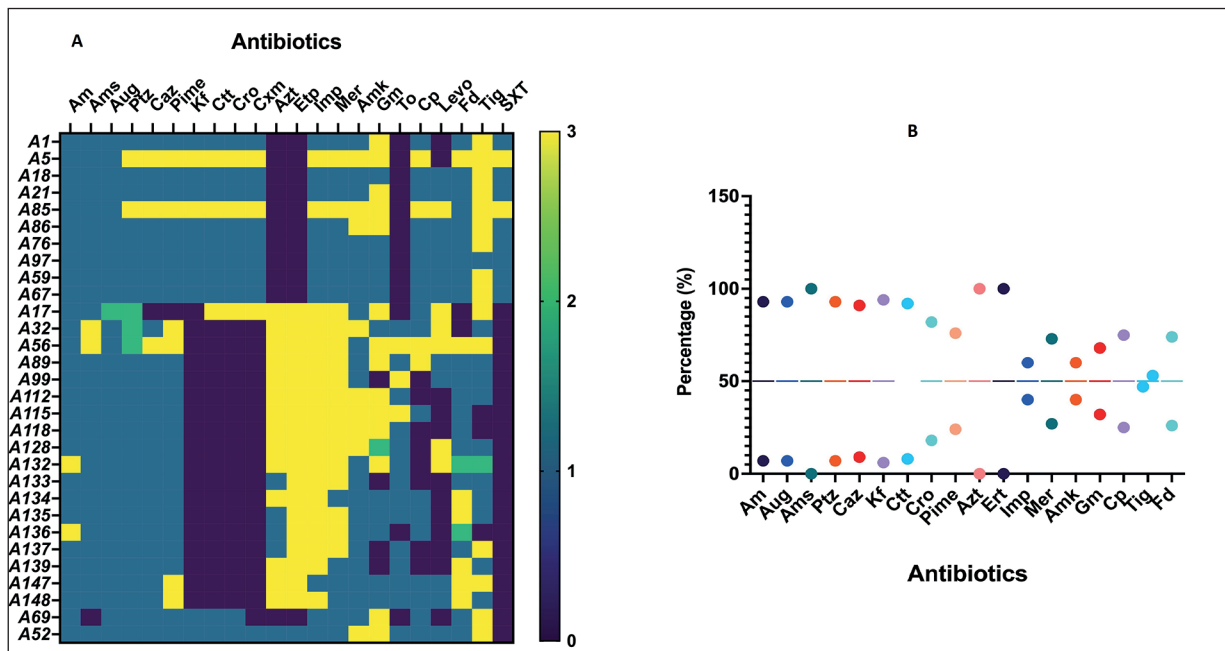 A
Antibiotics
Am
Ams
Aug
Ptz
Caz
Pime
Kf
Ctt
Cro
Cxm
Azt
Etp
Imp
Mer
Amk
Gm
To
Cp
Levo
Fd
Tig
SXT
A1
A5
A18
A21
A85
A86
A76
A97
A59
A67
A17
A32
A56
A89
A99
A112
A115
A118
A128
A132
A133
A134
A135
A136
A137
A139
A147
A148
A69
A52
3
2
1
0
B
Percentage (%)
150
100
50
0
Am
Aug
Ams
Ptz
Caz
Kf
Ctt
Cro
Pime
Azt
Ert
Imp
Mer
Amk
Gm
Cp
Tig
Fd
Antibiotics